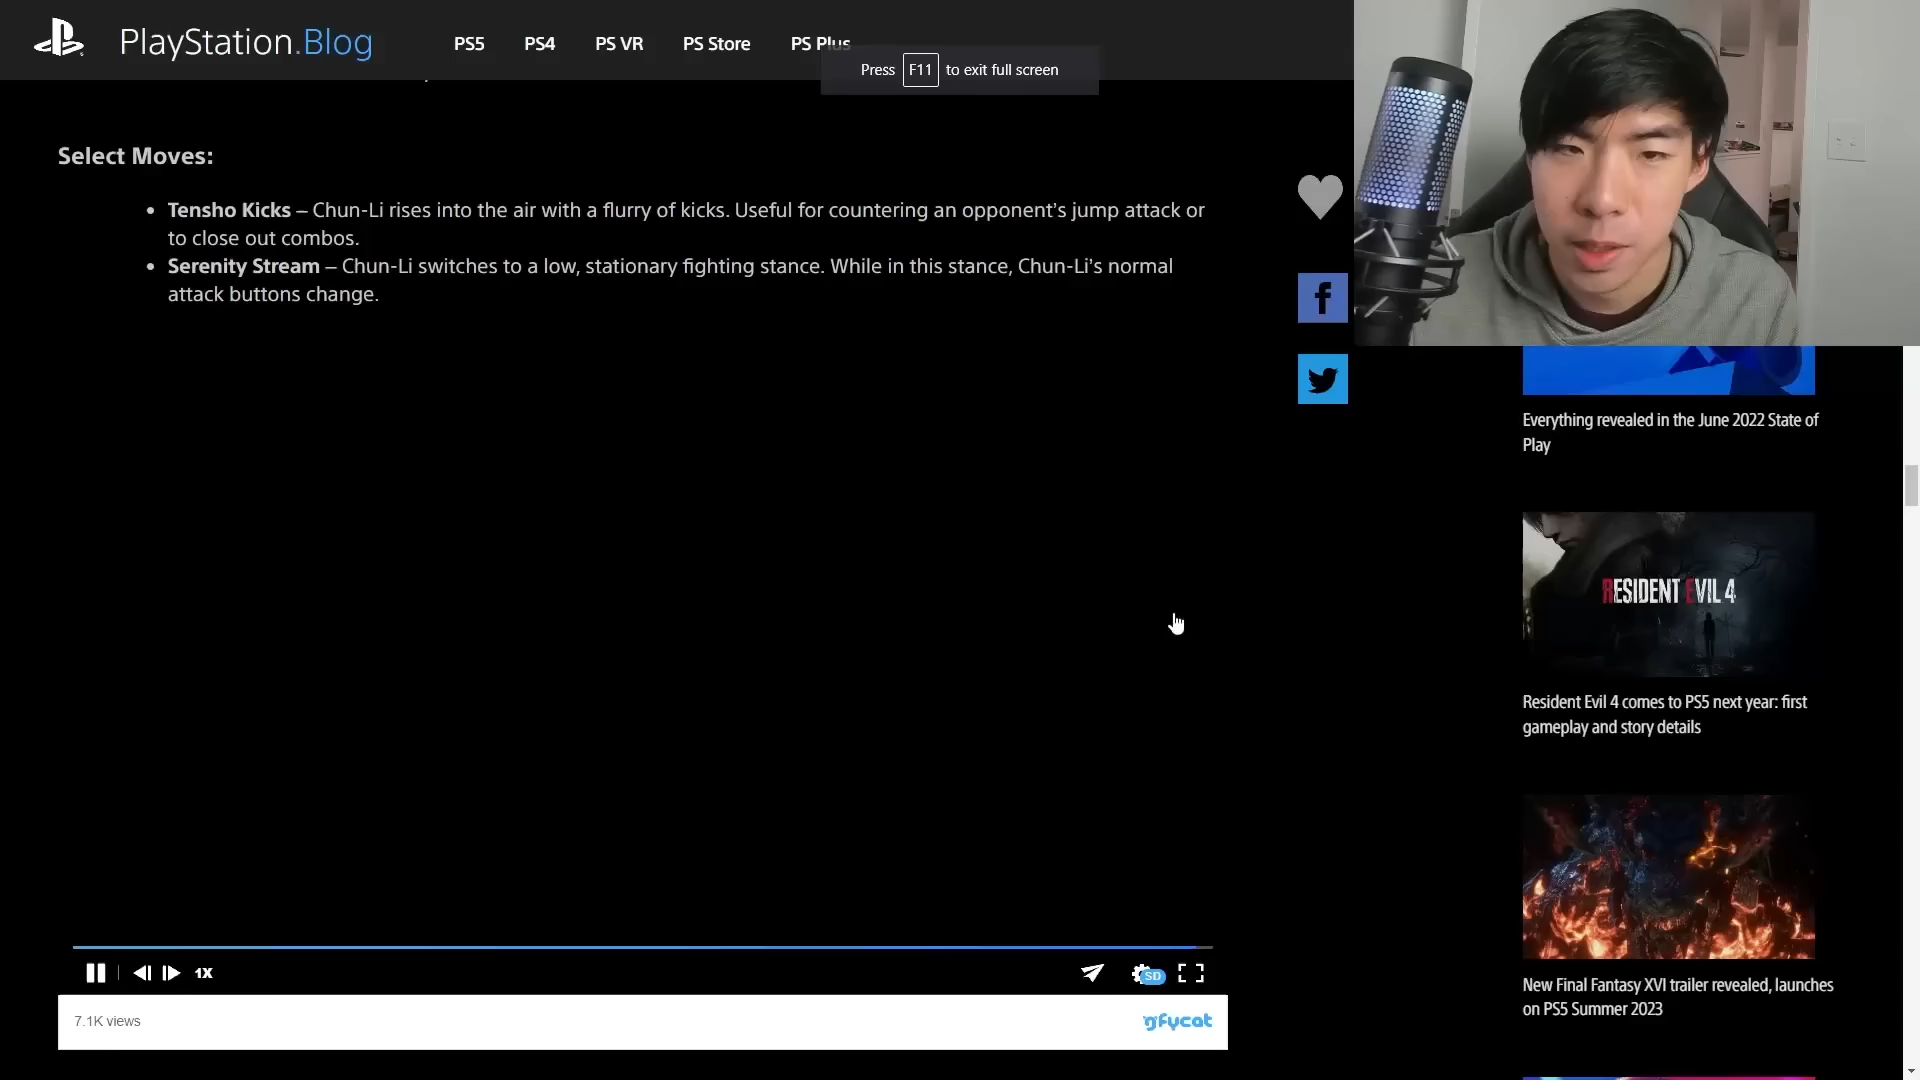 PlayStation.Blog
PS5
PS4
PS VR
PS Store
PS Plus
Press F11 to exit full screen
Select Moves:
• Tensho Kicks – Chun-Li rises into the air with a flurry of kicks. Useful for countering an opponent's jump attack or
to close out combos.
• Serenity Stream – Chun-Li switches to a low, stationary fighting stance. While in this stance, Chun-Li's normal
attack buttons change.
Everything revealed in the June 2022 State of
Play
RESIDENT EVIL 4
Resident Evil 4 comes to PS5 next year: first
gameplay and story details
New Final Fantasy XVI trailer revealed, launches
on PS5 Summer 2023
1X
SD
7.1K views
gfycat